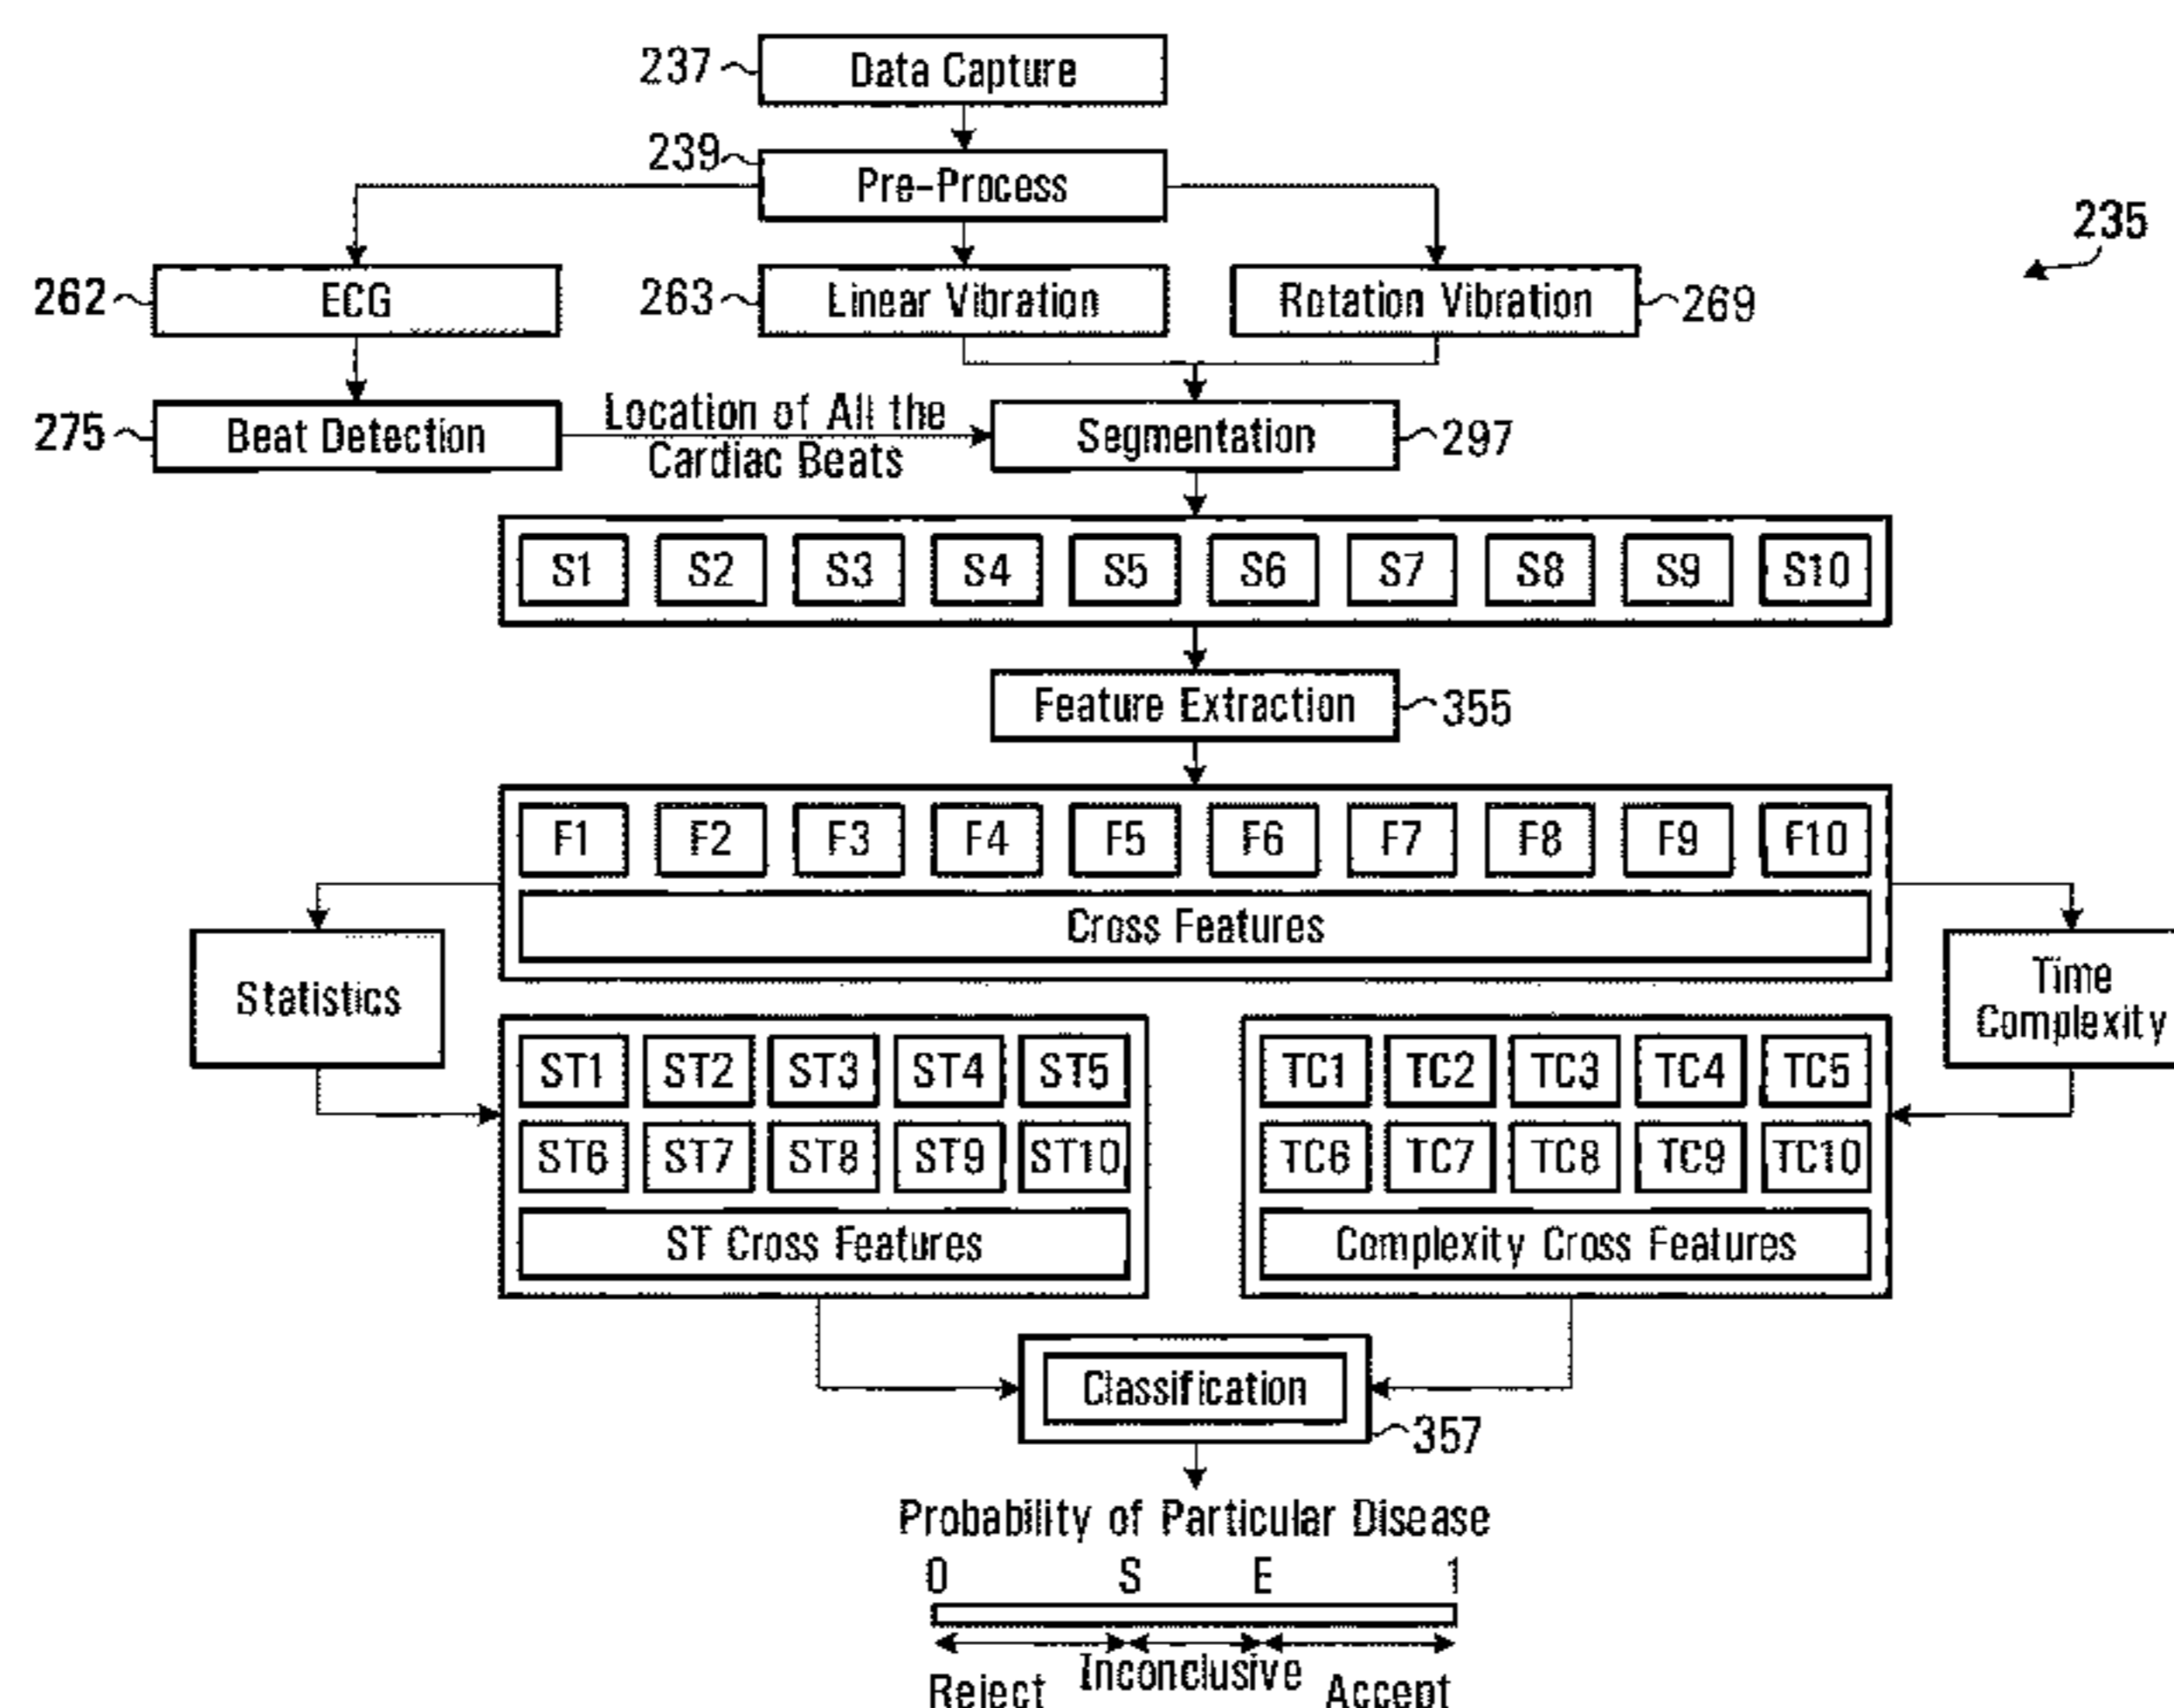 237 Data Capture
239 Pre-Process
235
262 ECG
263 Linear Vibration
Rotation Vibration 269
275 Beat Detection
Location of All the
Cardiac Beats
Segmentation 297
S1 S2 S3 S4 S5 S6 S7 S8 S9 S10
Feature Extraction 355
F1 F2 F3 F4 F5 F6 F7 F8 F9 F10
Cross Features
Statistics
Time
Complexity
ST1 ST2 ST3 ST4 ST5
ST6 ST7 ST8 ST9 ST10
ST Cross Features
TC1 TC2 TC3 TC4 TC5
TC6 TC7 TC8 TC9 TC10
Complexity Cross Features
Classification
357
Probability of Particular Disease
0 S E 1
Reject Inconclusive Accept